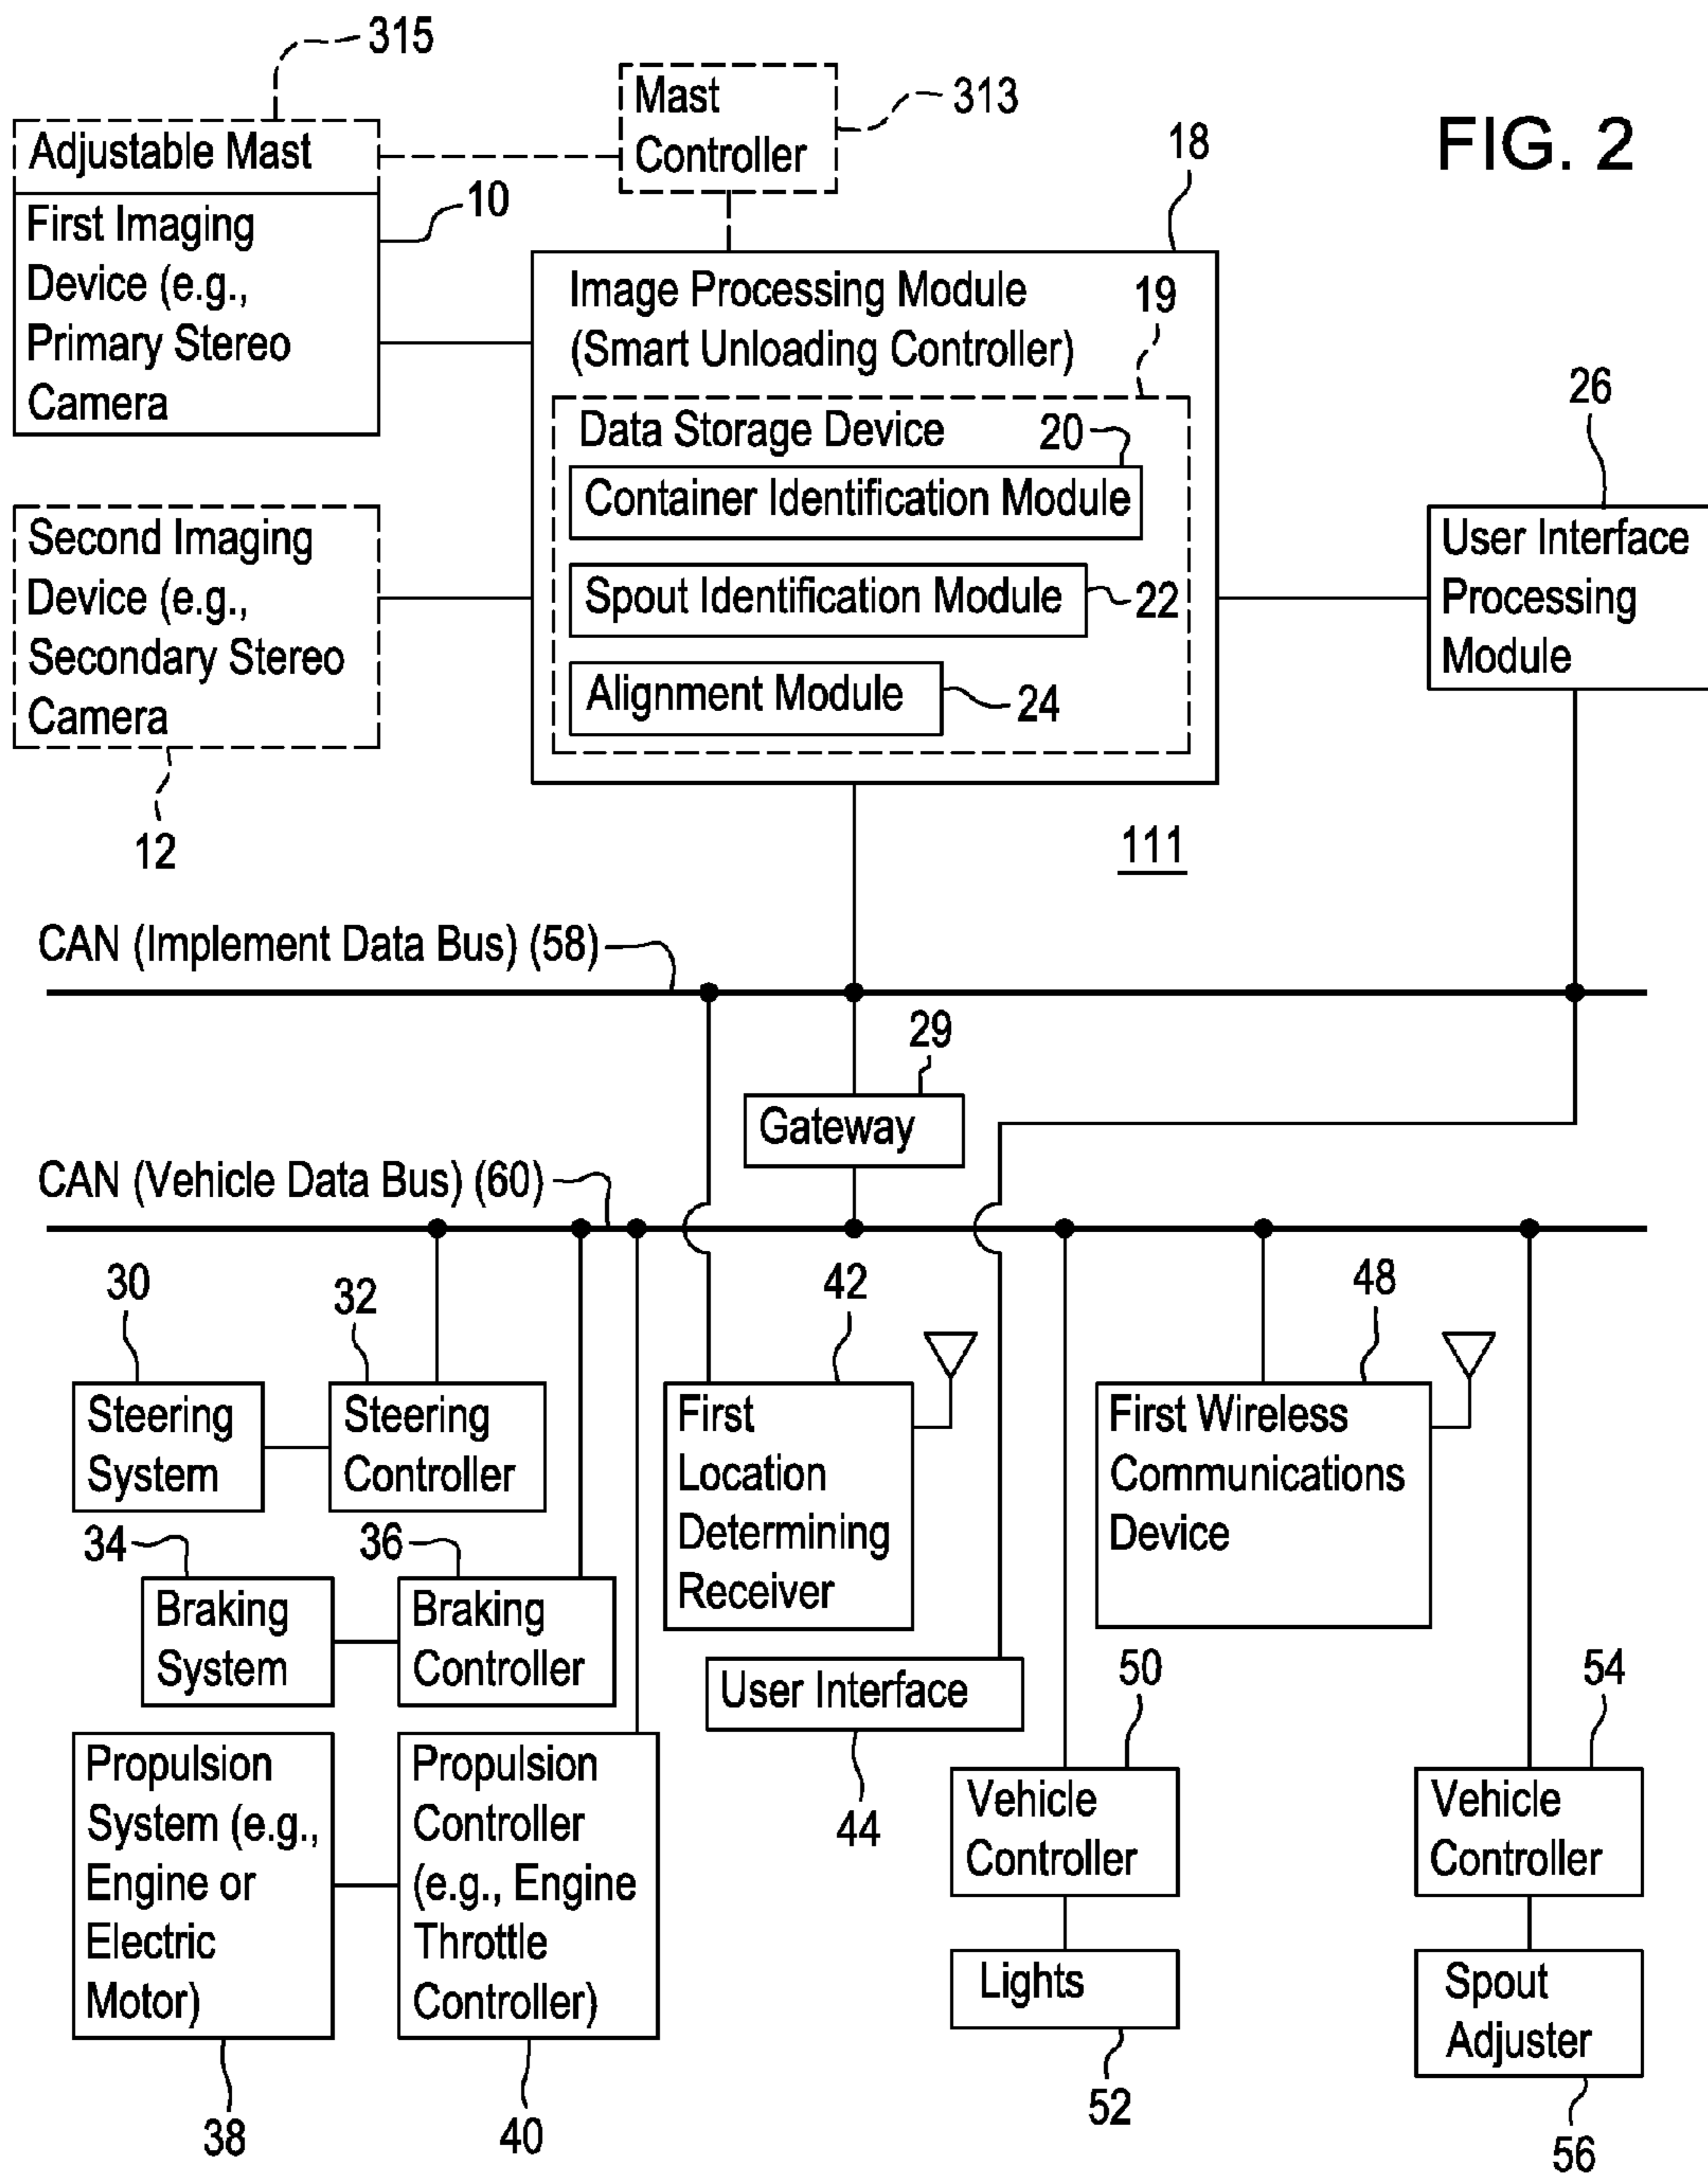 315
Mast
Controller
313
FIG. 2
Adjustable Mast
18
10
First Imaging
Device (e.g.,
Primary Stereo
Camera
Image Processing Module
(Smart Unloading Controller)
19
Data Storage Device
20
Container Identification Module
26
Second Imaging
Device (e.g.,
Secondary Stereo
Camera
12
Spout Identification Module
22
Alignment Module
24
User Interface
Processing
Module
111
CAN (Implement Data Bus) (58)
29
Gateway
CAN (Vehicle Data Bus) (60)
30
32
42
48
Steering
System
Steering
Controller
First
Location
Determining
Receiver
First Wireless
Communications
Device
34
36
Braking
System
Braking
Controller
User Interface
44
50
54
Propulsion
System (e.g.,
Engine or
Electric
Motor)
Propulsion
Controller
(e.g., Engine
Throttle
Controller)
Vehicle
Controller
Vehicle
Controller
Lights
Spout
Adjuster
38
40
52
56